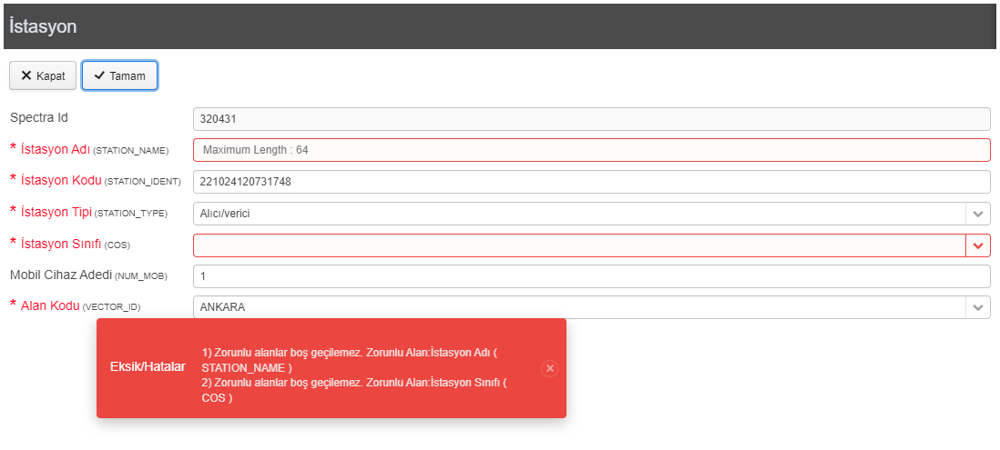 İstasyon
Kapat
Tamam
Spectra Id
320431
* İstasyon Adı (STATION_NAME)
Maximum Length : 64
* İstasyon Kodu (STATION_IDENT)
221024120731748
* İstasyon Tipi (STATION_TYPE)
Alıcı/verici
* İstasyon Sınıfı (COS)
Mobil Cihaz Adedi (NUM_MOB)
1
* Alan Kodu (VECTOR_ID)
ANKARA
Eksik/Hatalar
1) Zorunlu alanlar boş geçilemez. Zorunlu Alan:İstasyon Adı (
STATION_NAME )
2) Zorunlu alanlar boş geçilemez. Zorunlu Alan:İstasyon Sınıfı (
COS )